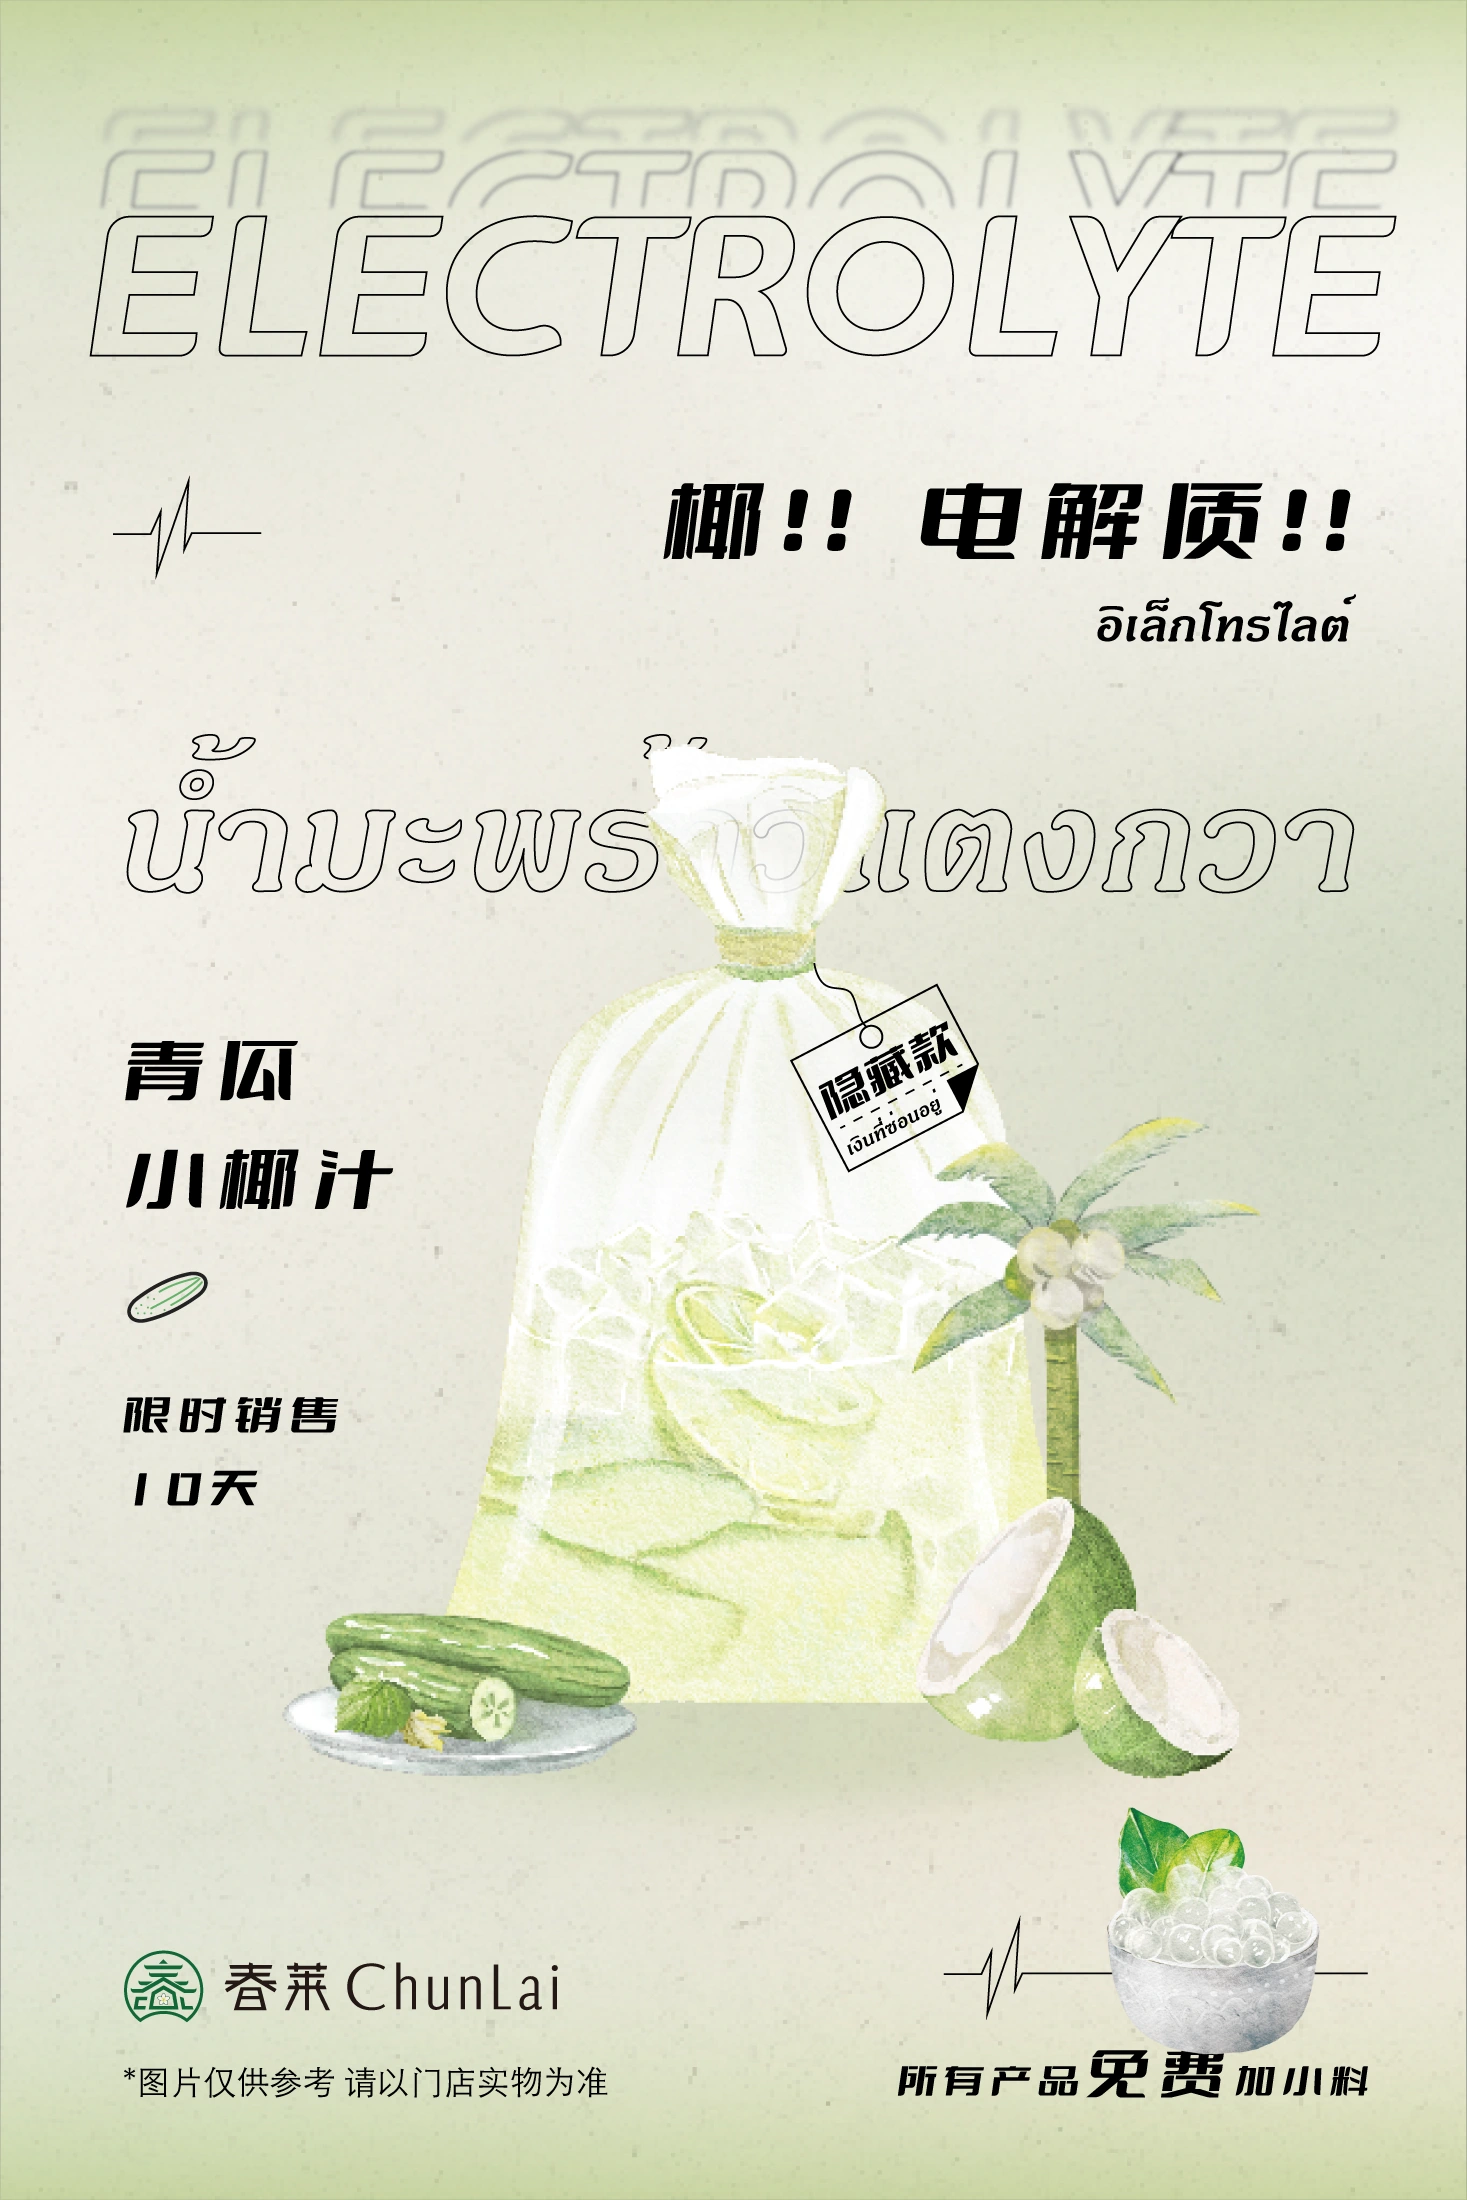 ELECTROLYTE
椰!! 电解质!!
อิเล็กโทรไลต์
น้ำมะพร้าวแตงกวา
隐藏款
เงินที่ซ่อนอยู่
青瓜
小椰汁
限时销售
10天
春莱 ChunLai
*图片仅供参考 请以门店实物为准
所有产品免费加小料